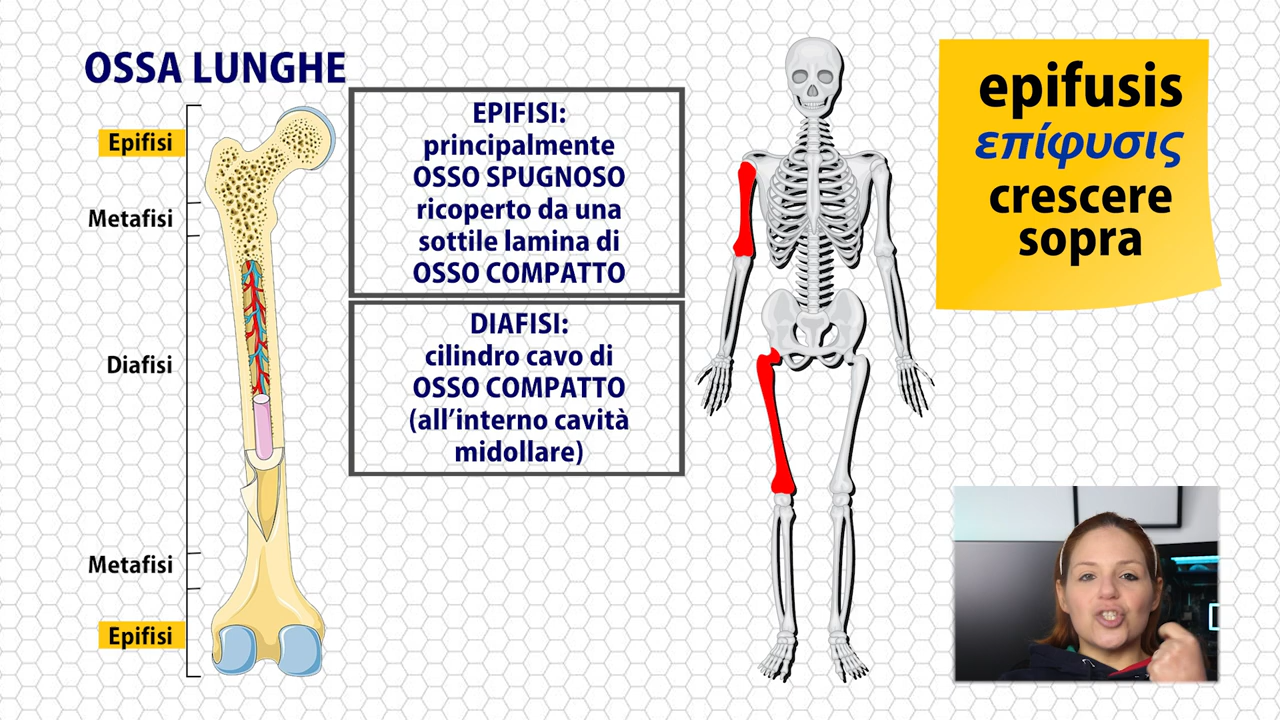 OSSA LUNGHE
Epifisi
Metafisi
Diafisi
Metafisi
Epifisi
EPIFISI:
principalmente
OSSO SPUGNOSO
ricoperto da una
sottile lamina di
OSSO COMPATTO
DIAFISI:
cilindro cavo di
OSSO COMPATTO
(all’interno cavità
midollare)
epifusis
επίφυσις
crescere
sopra